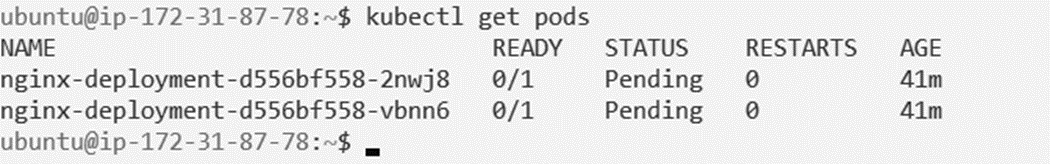 ubuntu@ip-172-31-87-78:~$ kubectl get pods
NAME READY STATUS RESTARTS AGE
nginx-deployment-d556bf558-2nwj8 0/1 Pending 0 41m
nginx-deployment-d556bf558-vbnn6 0/1 Pending 0 41m
ubuntu@ip-172-31-87-78:~$